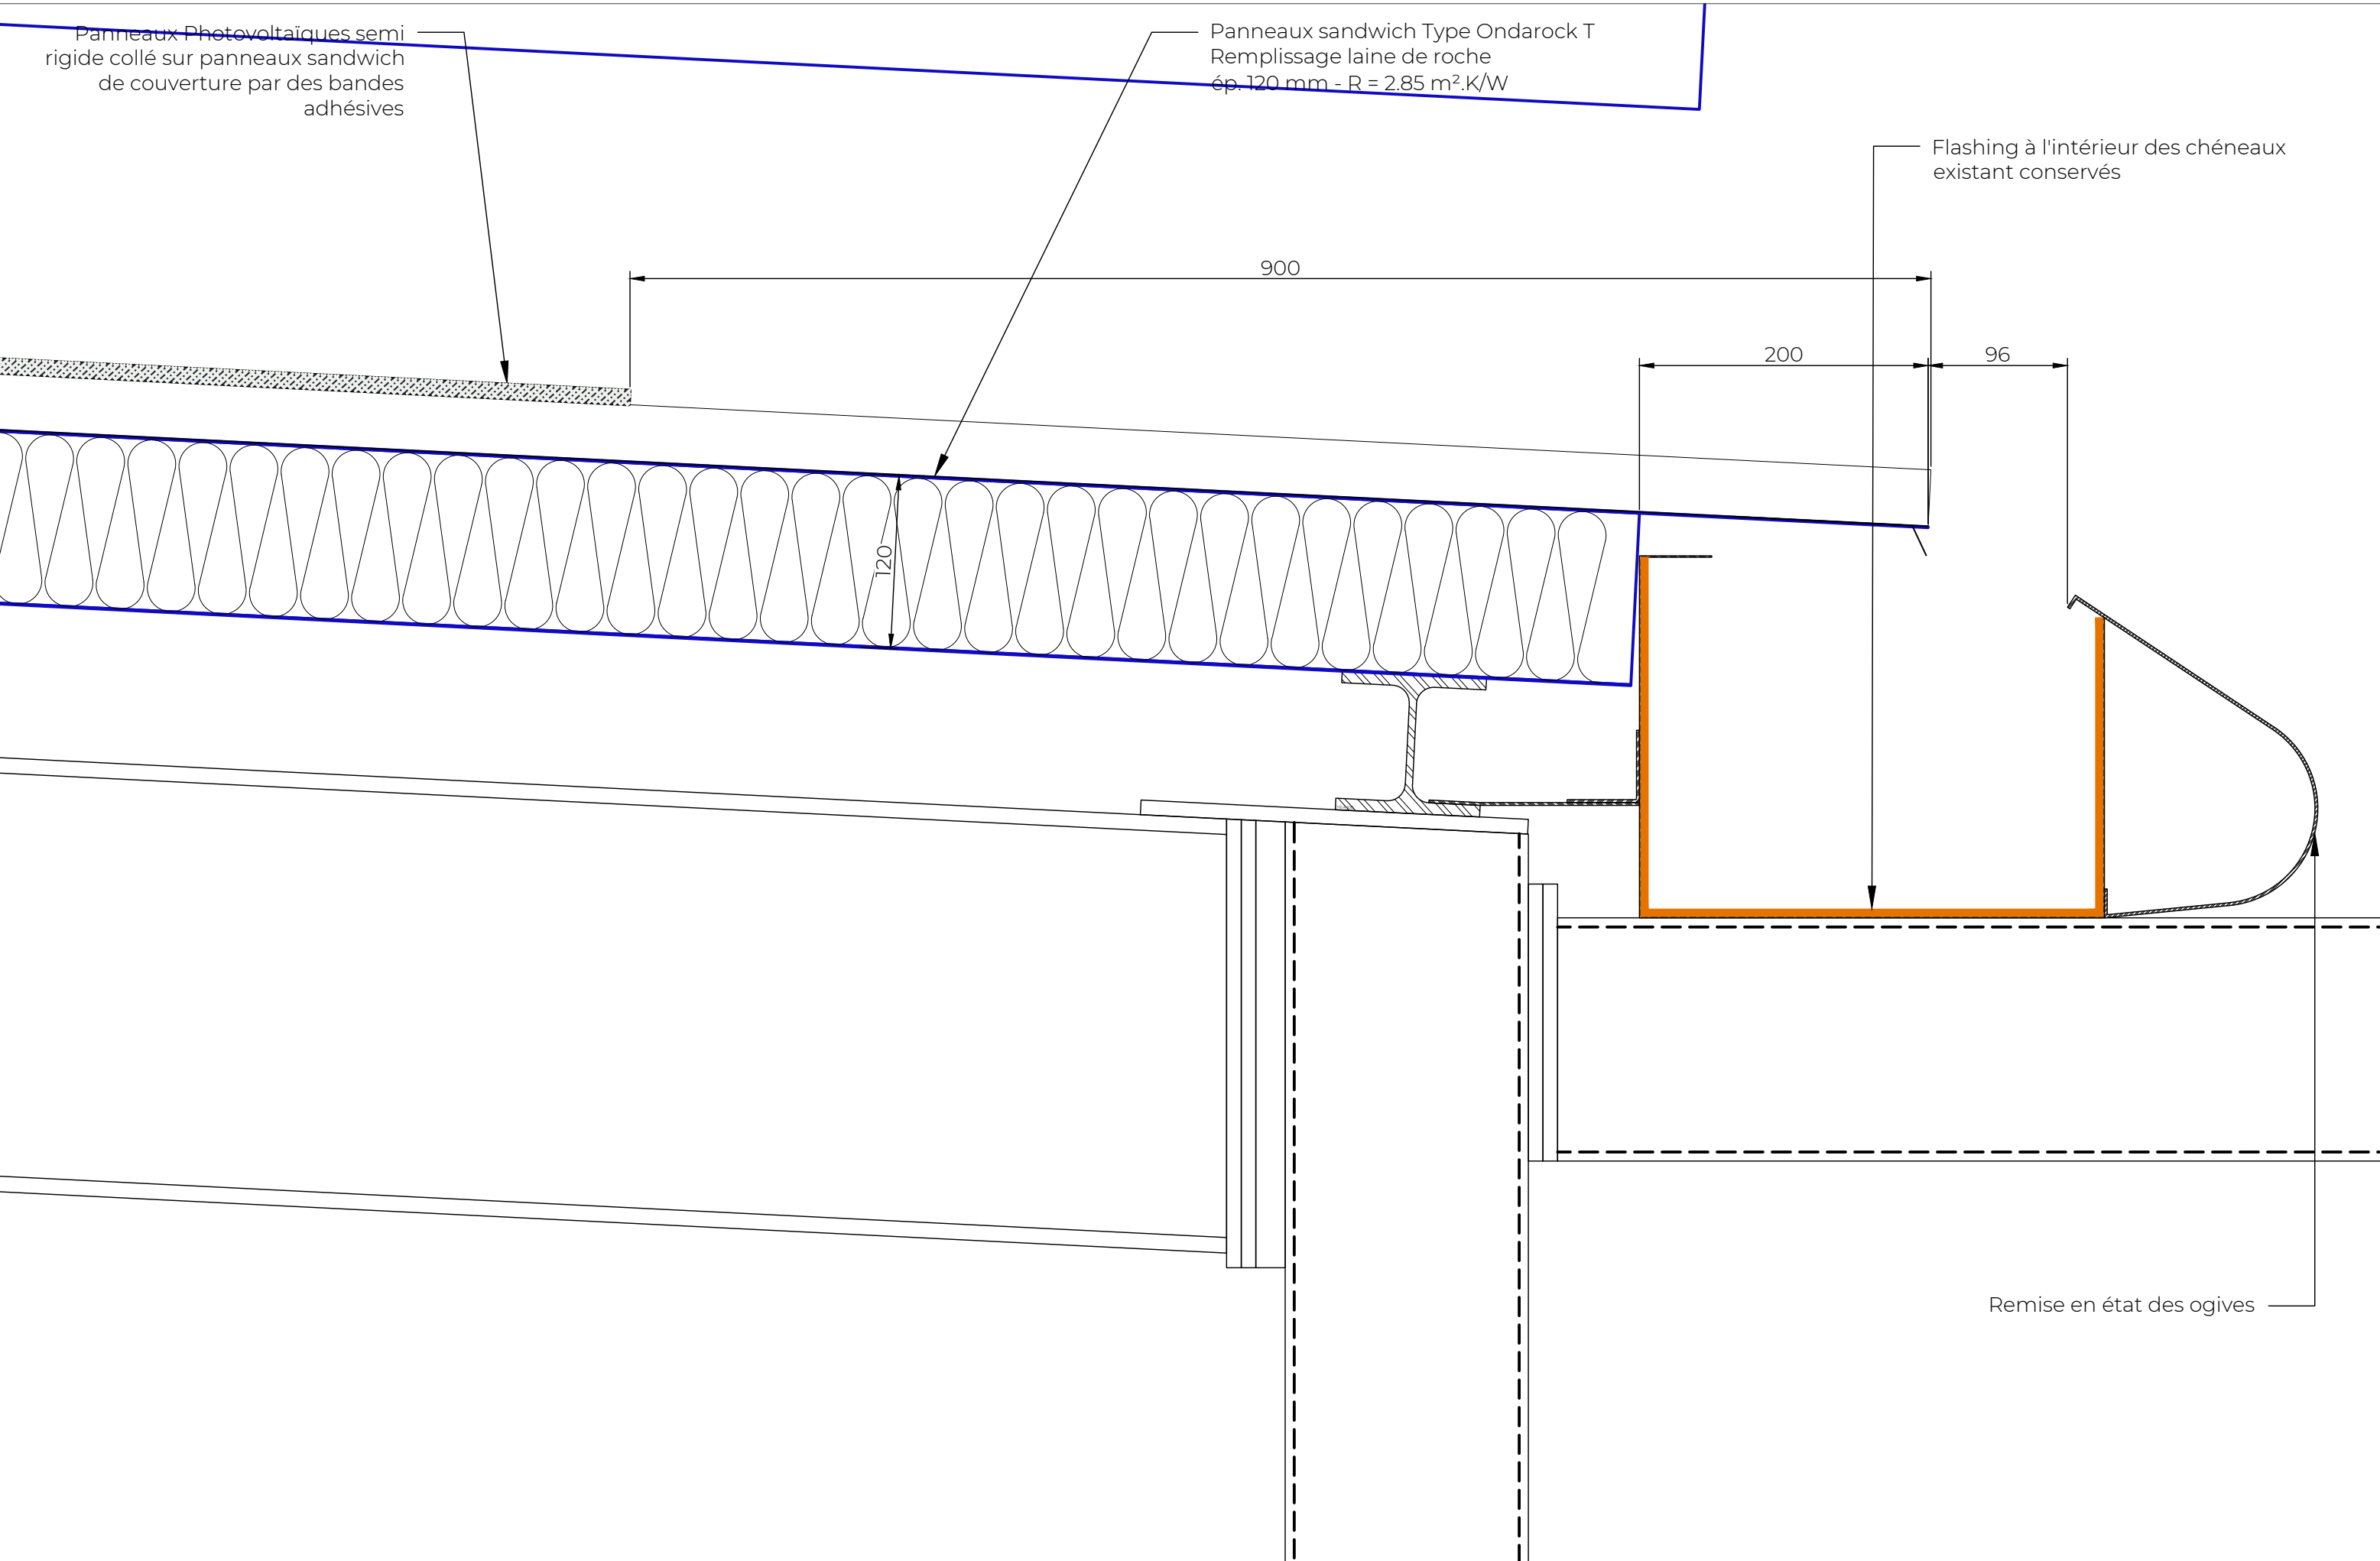 Panneaux Photovoltaïques semi
rigide collé sur panneaux sandwich
de couverture par des bandes
adhésives
Panneaux sandwich Type Ondarock T
Remplissage laine de roche
ép. 120 mm - R = 2.85 m².K/W
Flashing à l'intérieur des chéneaux
existant conservés
900
200
96
120
Remise en état des ogives